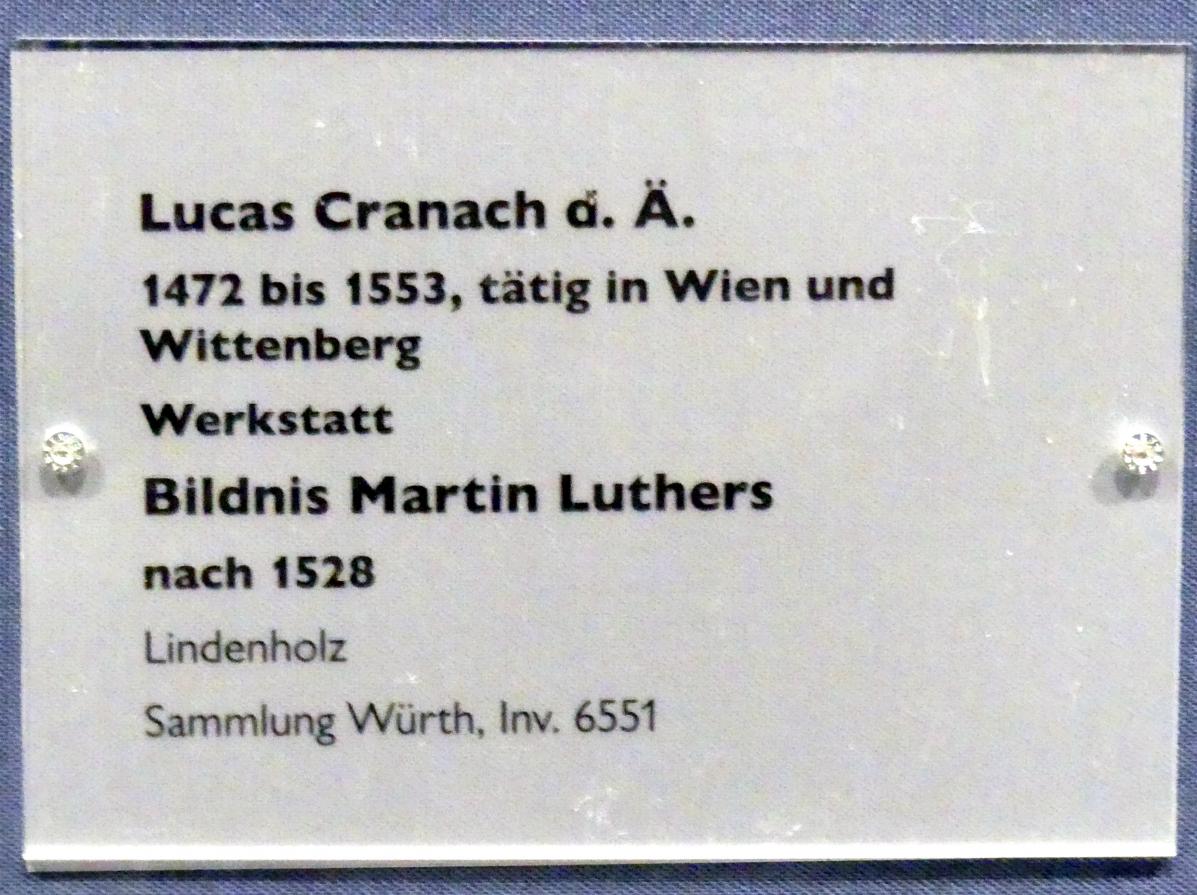 Lucas Cranach d. Ä.
1472 bis 1553, tätig in Wien und
Wittenberg
Werkstatt
Bildnis Martin Luthers
nach 1528
Lindenholz
Sammlung Würth, Inv. 6551